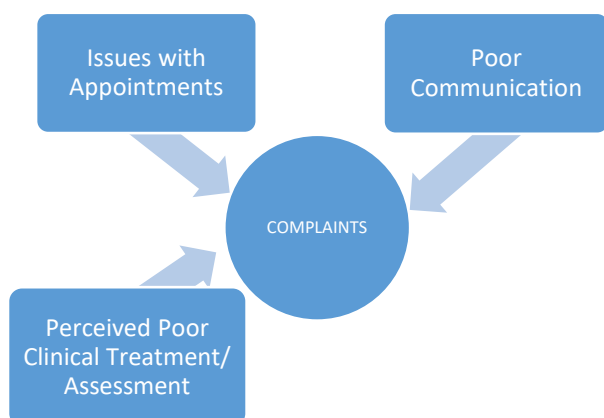 Issues with
Appointments
Poor
Communication
COMPLAINTS
Perceived Poor
Clinical Treatment/
Assessment